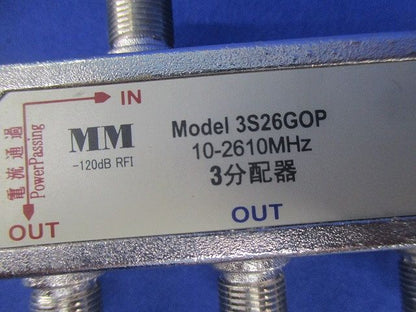 IN
電流通過
PowerPassing
MM
-120dB RFI
Model 3S26GOP
10-2610MHz
3分配器
OUT
OUT